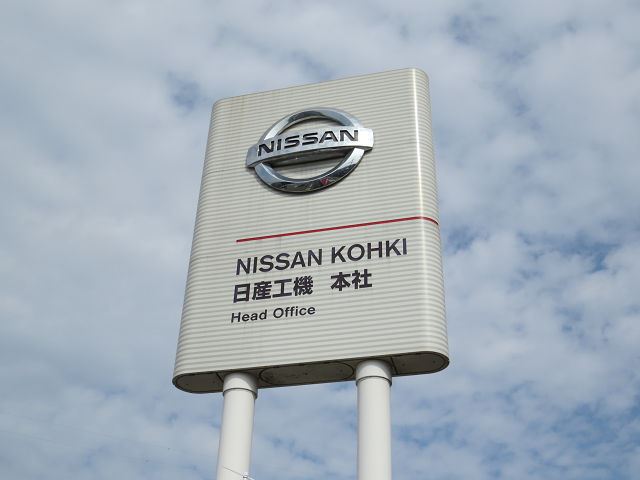 NISSAN
NISSAN KOHKI
日産工機 本社
Head Office